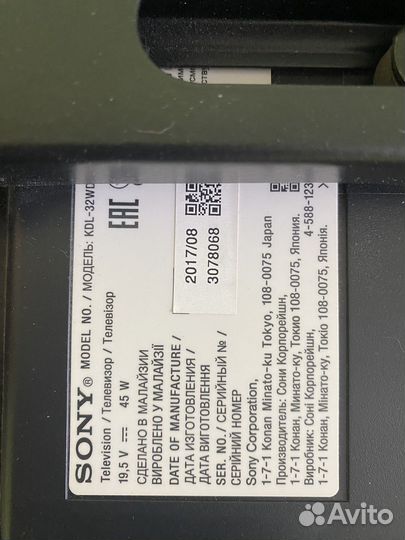 SONY® MODEL NO. / МОДЕЛЬ: KDL-32WD
Television / Телевизор / Телевізор
19,5 V 45 W
EAC
СДЕЛАНО В МАЛАЙЗИИ
ВИРОБЛЕНО У МАЛАЙЗІЇ
DATE OF MANUFACTURE /
ДАТА ИЗГОТОВЛЕНИЯ /
ДАТА ВИГОТОВЛЕННЯ
2017/08
SER. NO./ СЕРИЙНЫЙ № /
СЕРІЙНИЙ НОМЕР
3078068
Sony Corporation,
1-7-1 Konan Minato-ku Tokyo, 108-0075 Japan
Производитель: Сони Корпорейшн,
1-7-1 Конан, Минато-ку, Токио 108-0075, Япония.
Виробник: Соні Корпорейшн,
1-7-1 Конан, Мінато-ку, Токіо 108-0075, Японія.
4-588-123
Avito